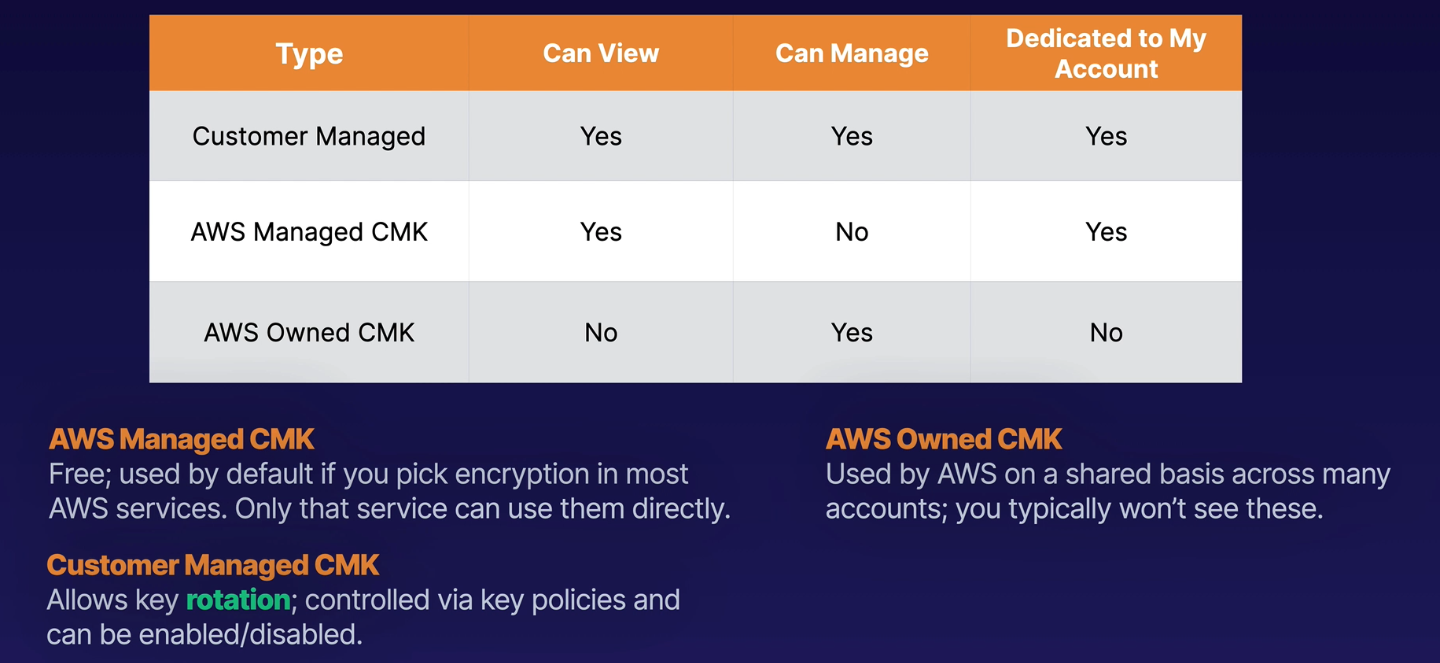 Type Can View Can Manage Dedicated to My
Account
Customer Managed Yes Yes Yes
AWS Managed CMK Yes No Yes
AWS Owned CMK No Yes No
AWS Managed CMK
Free; used by default if you pick encryption in most
AWS services. Only that service can use them directly.
AWS Owned CMK
Used by AWS on a shared basis across many
accounts; you typically won’t see these.
Customer Managed CMK
Allows key rotation; controlled via key policies and
can be enabled/disabled.